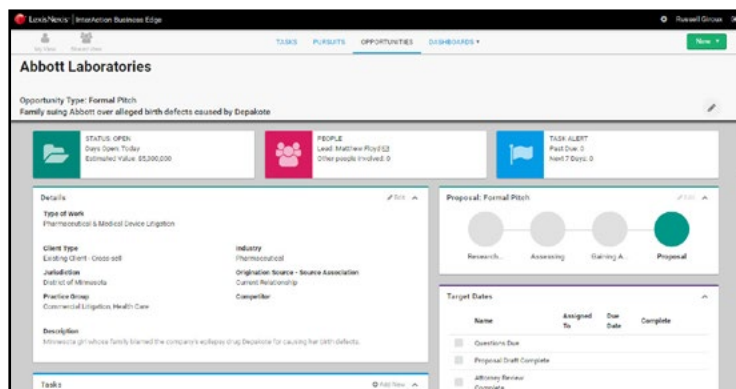 LexisNexis | InterAction Business Edge
Russell Giroux
TASKS PURSUITS OPPORTUNITIES DASHBOARDS
New
Abbott Laboratories
Opportunity Type: Formal Pitch
Family suing Abbott over alleged birth defects caused by Depakote
STATUS: OPEN
Days Open: Today
Estimated Value: $5,000,000
PEOPLE
Lead: Matthew Floyd
Other people involved: 0
TASK ALERT
Past Due: 0
Next 7 Days: 0
Details
Edit
Type of Work
Pharmaceutical & Medical Device Litigation
Client Type
Existing Client - Cross-sell
Industry
Pharmaceutical
Jurisdiction
District of Minnesota
Origination Source - Source Association
Current Relationship
Practice Group
Commercial Litigation, Health Care
Competitor
Description
Minnesota girl whose family blamed the company's epilepsy drug Depakote for causing her birth defects.
Tasks
Add New
Proposal: Formal Pitch
Edit
Research...
Assessing
Gaining A...
Proposal
Target Dates
Name Assigned To Due Date Complete
Questions Due
Proposal Draft Complete
Attorney Review
Complete